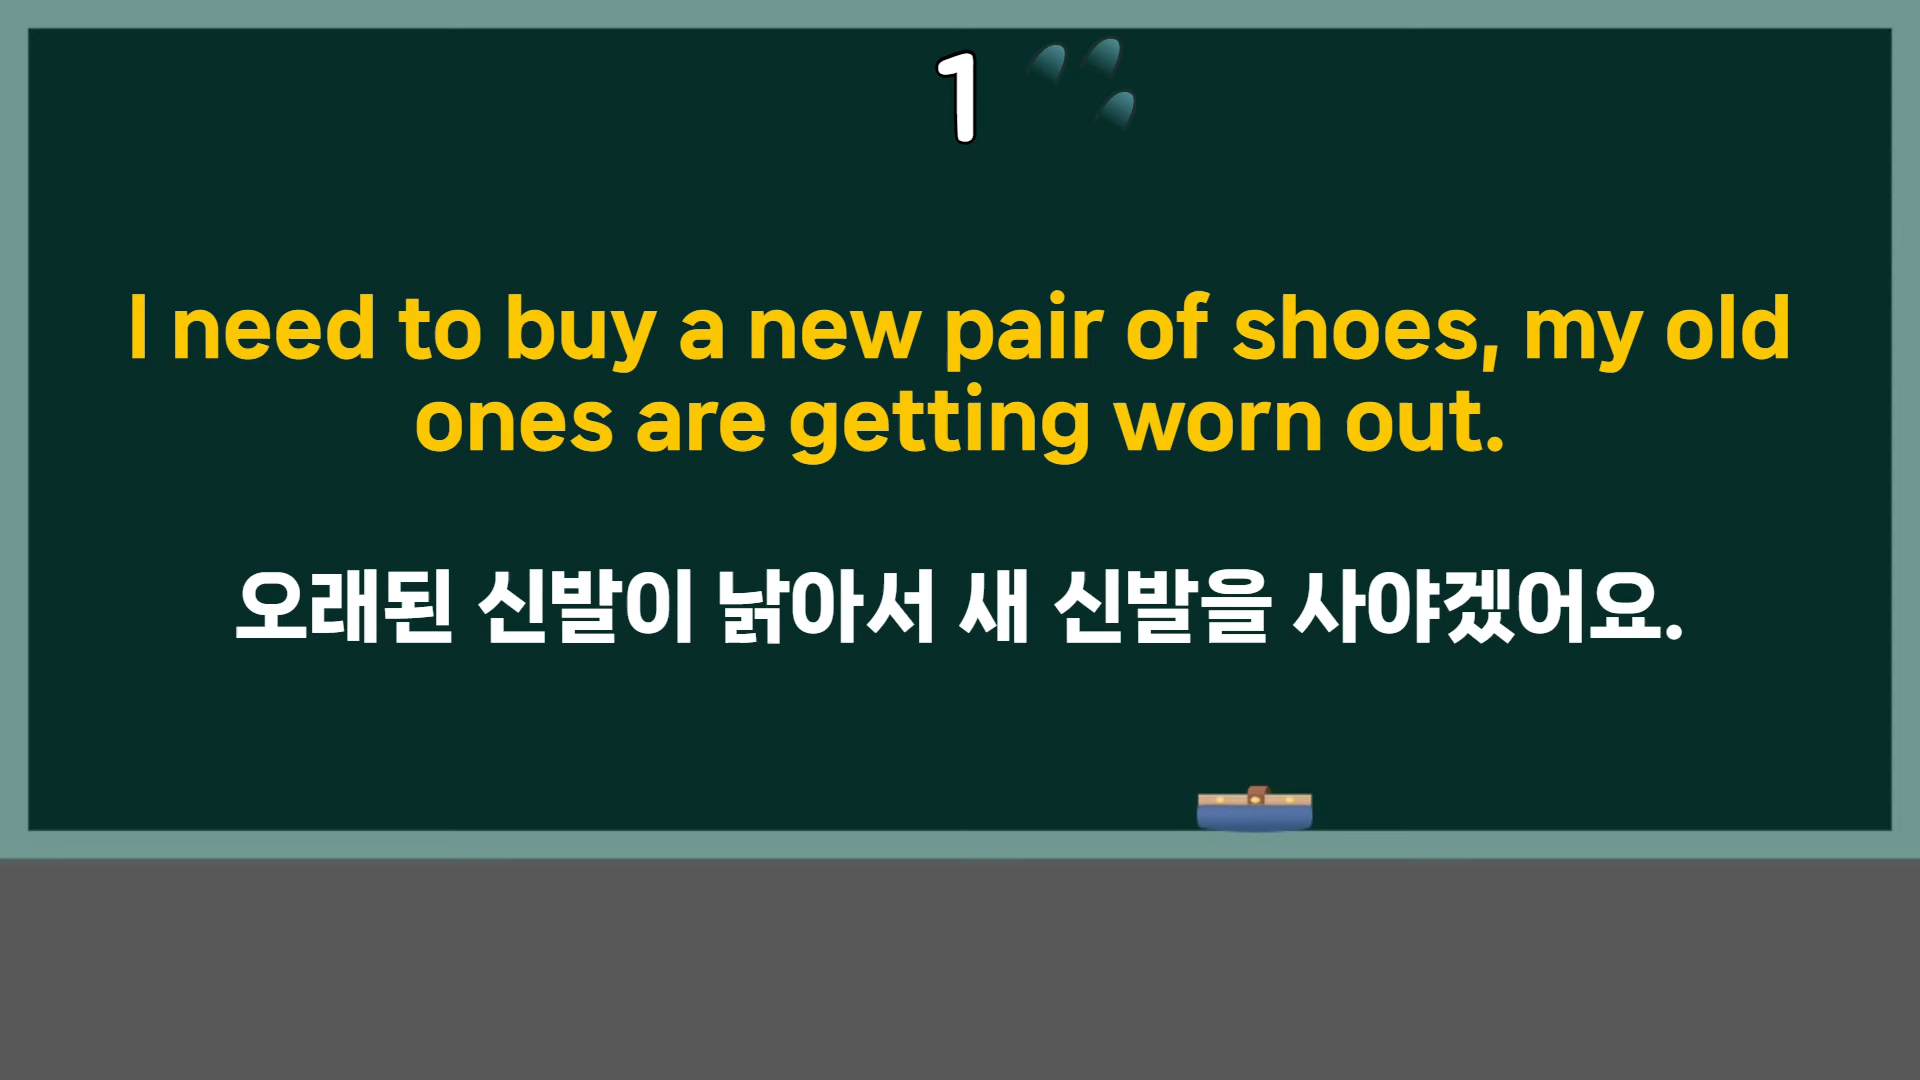 1
I need to buy a new pair of shoes, my old
ones are getting worn out.
오래된 신발이 낡아서 새 신발을 사야겠어요.